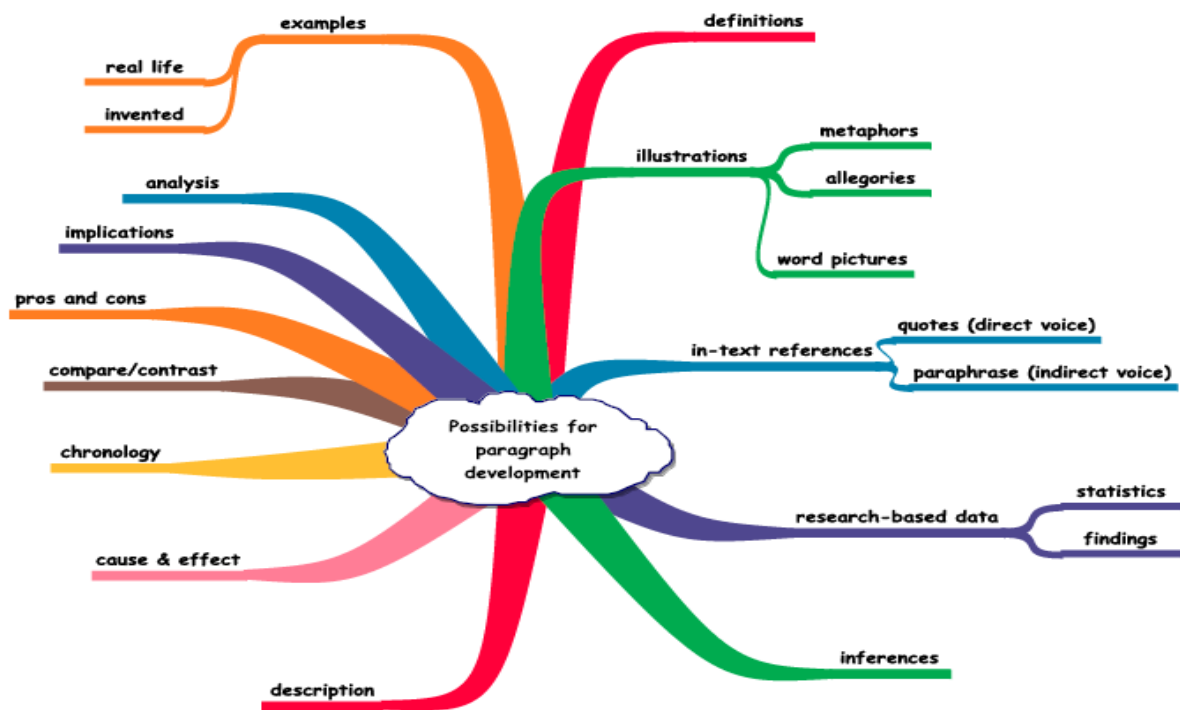 Possibilities for
paragraph
development
definitions
illustrations
metaphors
allegories
word pictures
in-text references
quotes (direct voice)
paraphrase (indirect voice)
research-based data
statistics
findings
inferences
description
cause & effect
chronology
compare/contrast
pros and cons
implications
analysis
examples
real life
invented